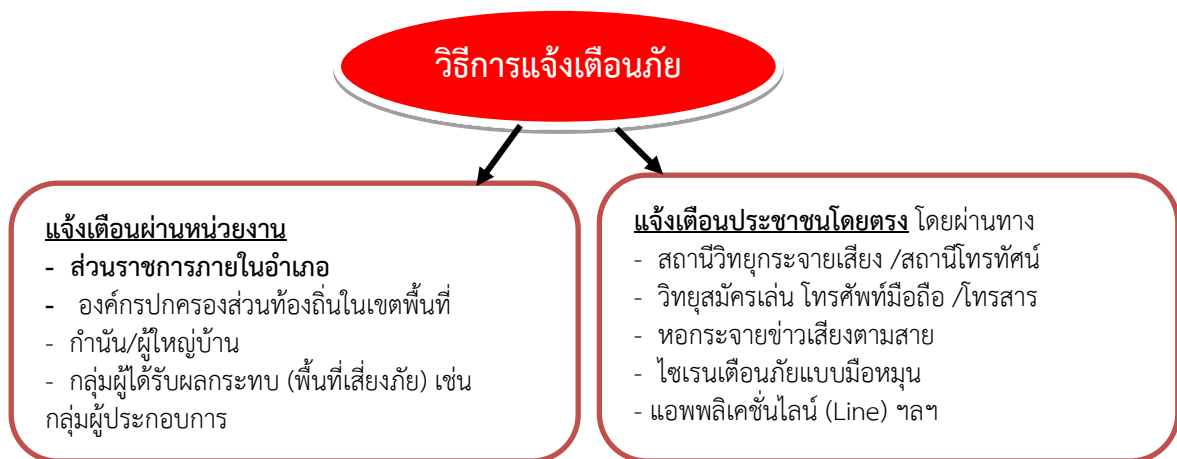 วิธีการแจ้งเตือนภัย
แจ้งเตือนผ่านหน่วยงาน
- ส่วนราชการภายในอำเภอ
- องค์กรปกครองส่วนท้องถิ่นในเขตพื้นที่
- กำนัน/ผู้ใหญ่บ้าน
- กลุ่มผู้ได้รับผลกระทบ (พื้นที่เสี่ยงภัย) เช่น
กลุ่มผู้ประกอบการ
แจ้งเตือนประชาชนโดยตรง โดยผ่านทาง
- สถานีวิทยุกระจายเสียง /สถานีโทรทัศน์
- วิทยุสมัครเล่น โทรศัพท์มือถือ /โทรสาร
- หอกระจายข่าวเสียงตามสาย
- ไซเรนเตือนภัยแบบมือหมุน
- แอพพลิเคชั่นไลน์ (Line) ฯลฯ